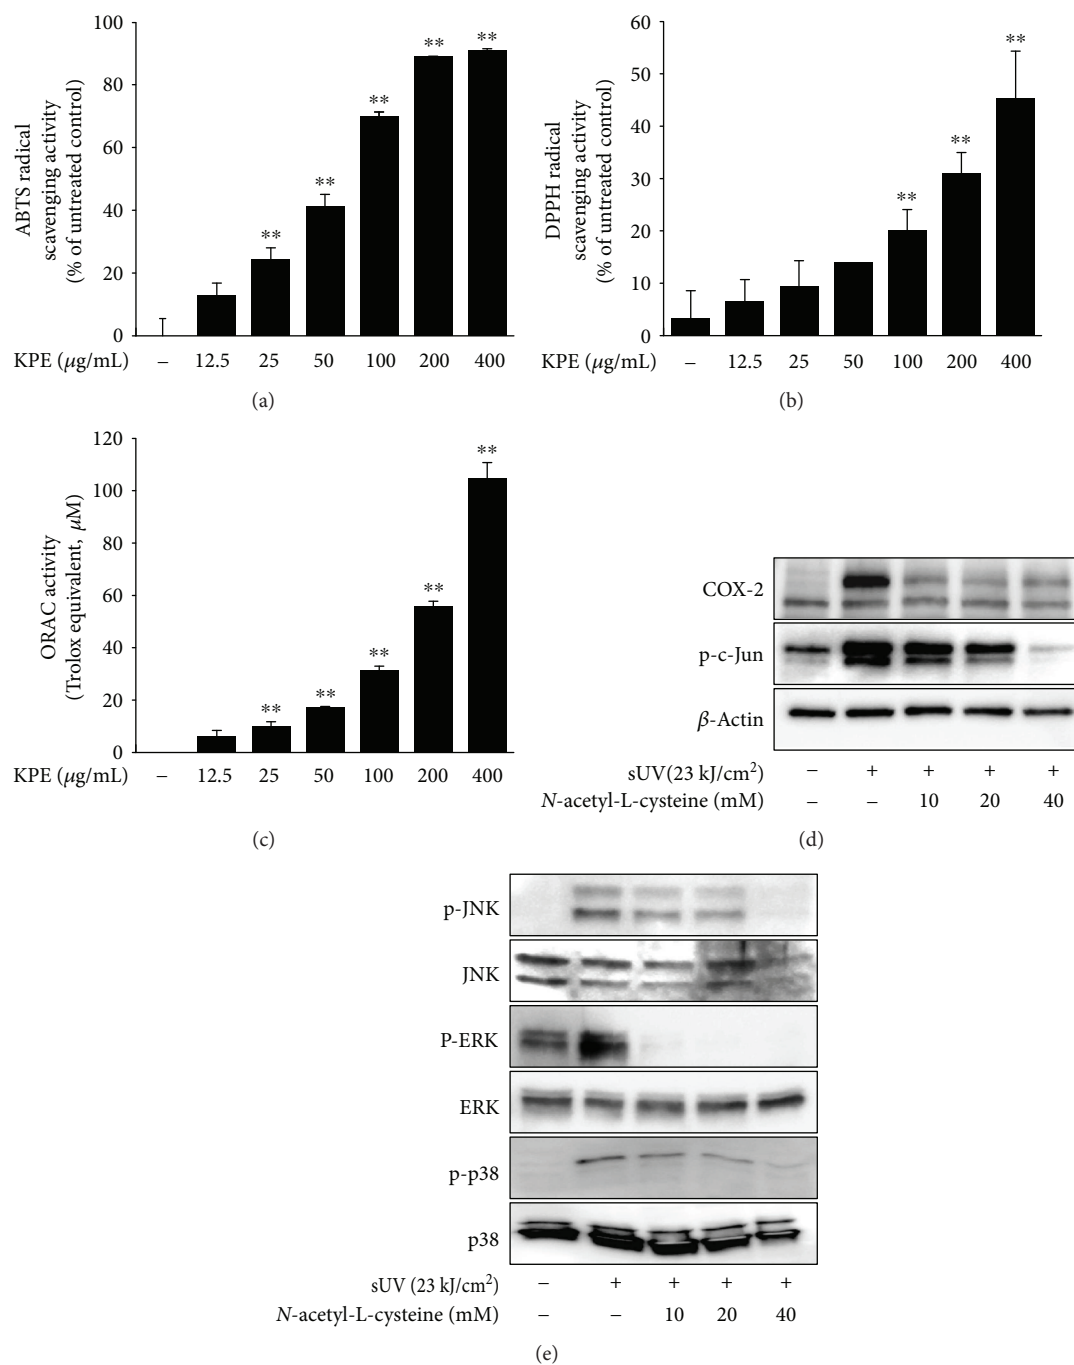 ABTS radical
scavenging activity
(% of untreated control)
100
80
60
40
20
0
** ** ** ** **
KPE (μg/mL) – 12.5 25 50 100 200 400
(a)
DPPH radical
scavenging activity
(% of untreated control)
60
50
40
30
20
10
0
** ** **
KPE (μg/mL) – 12.5 25 50 100 200 400
(b)
ORAC activity
(Trolox equivalent, μM)
120
100
80
60
40
20
0
** ** ** ** **
KPE (μg/mL) – 12.5 25 50 100 200 400
(c)
COX-2
p-c-Jun
β-Actin
sUV(23 kJ/cm²) – + + + +
N-acetyl-L-cysteine (mM) – – 10 20 40
(d)
p-JNK
JNK
P-ERK
ERK
p-p38
p38
sUV (23 kJ/cm²) – + + + +
N-acetyl-L-cysteine (mM) – – 10 20 40
(e)